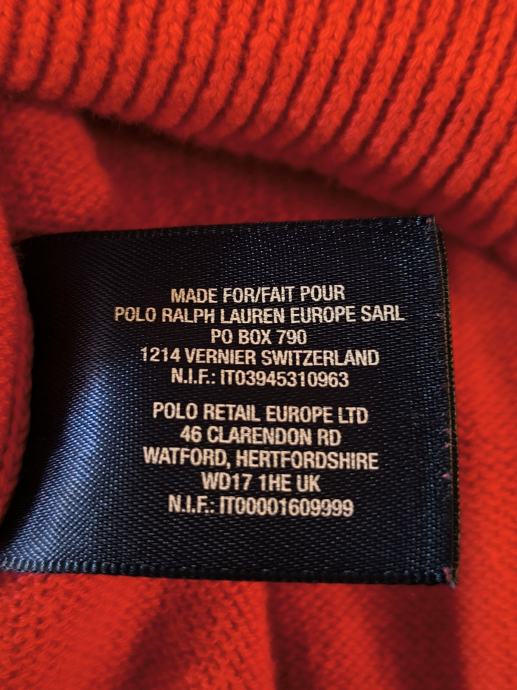 MADE FOR/FAIT POUR
POLO RALPH LAUREN EUROPE SARL
PO BOX 790
1214 VERNIER SWITZERLAND
N.I.F.: IT03945310963
POLO RETAIL EUROPE LTD
46 CLARENDON RD
WATFORD, HERTFORDSHIRE
WD17 1HE UK
N.I.F.: IT00001609999